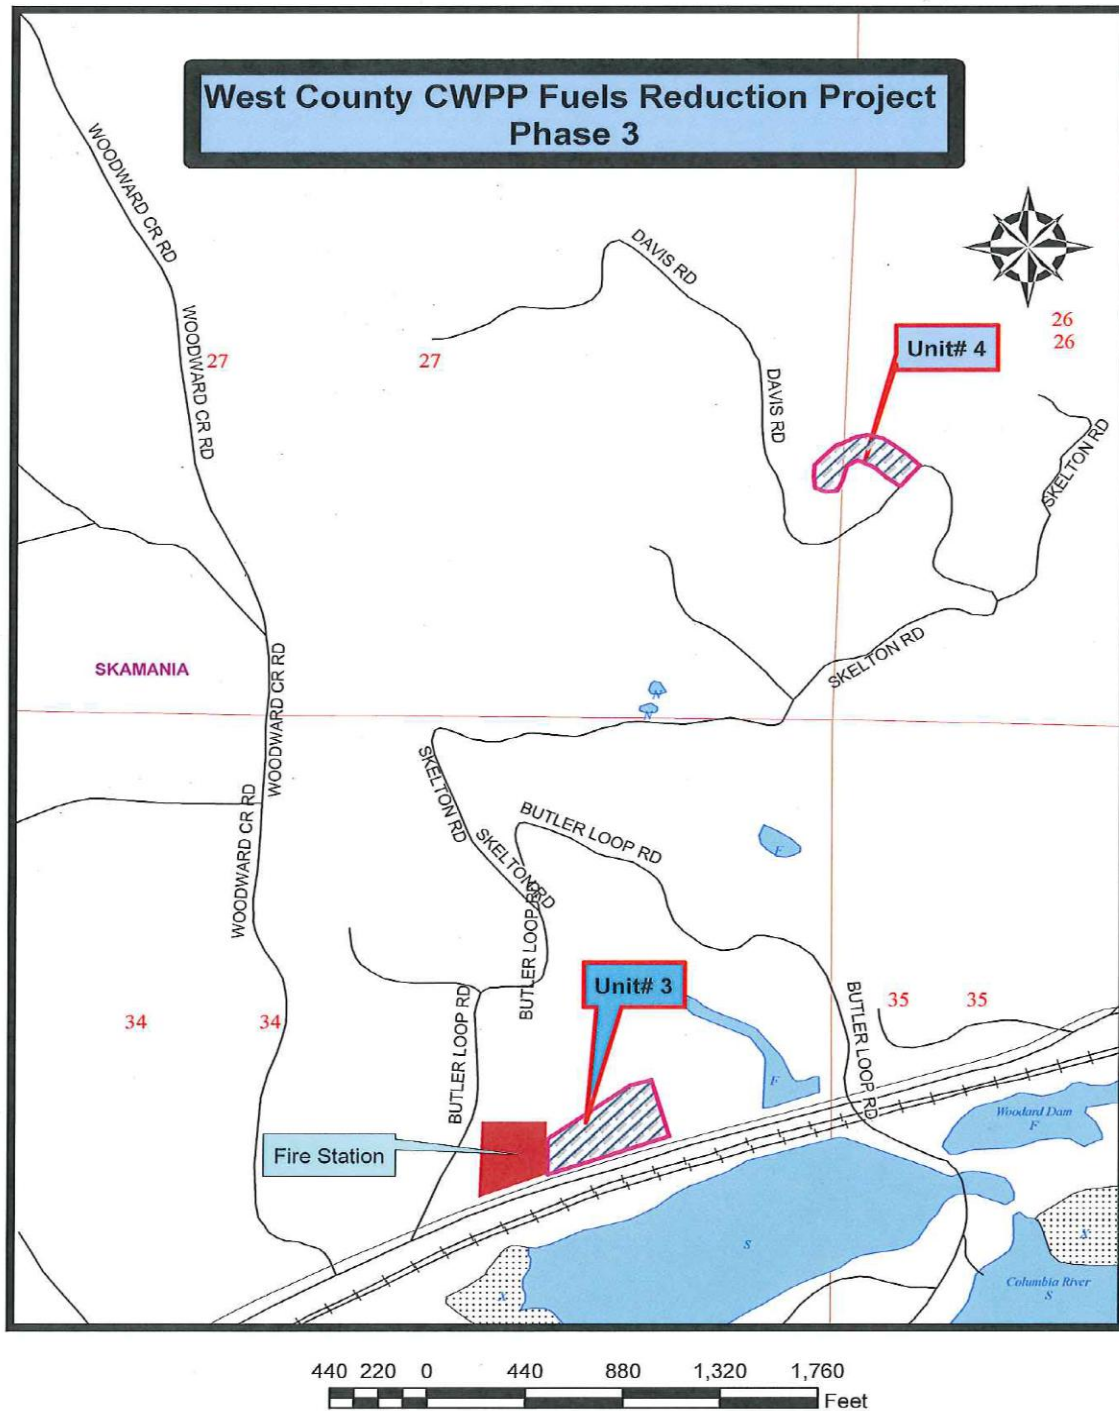 West County CWPP Fuels Reduction Project
Phase 3
WOODWARD CR RD
DAVIS RD
26
26
WOODWARD CR RD
27
27
Unit# 4
DAVIS RD
SKELTON RD
SKAMANIA
WOODWARD CR RD
SKELTON RD
N
N
SKELTON RD
WOODWARD CR RD
BUTLER LOOP RD
SKELTON RD
F
BUTLER LOOP RD
Unit# 3
BUTLER LOOP RD
BUTLER LOOP RD
35
35
34
34
F
Woodard Dam
F
Fire Station
S
X
X
Columbia River
S
440 220 0 440 880 1,320 1,760
Feet